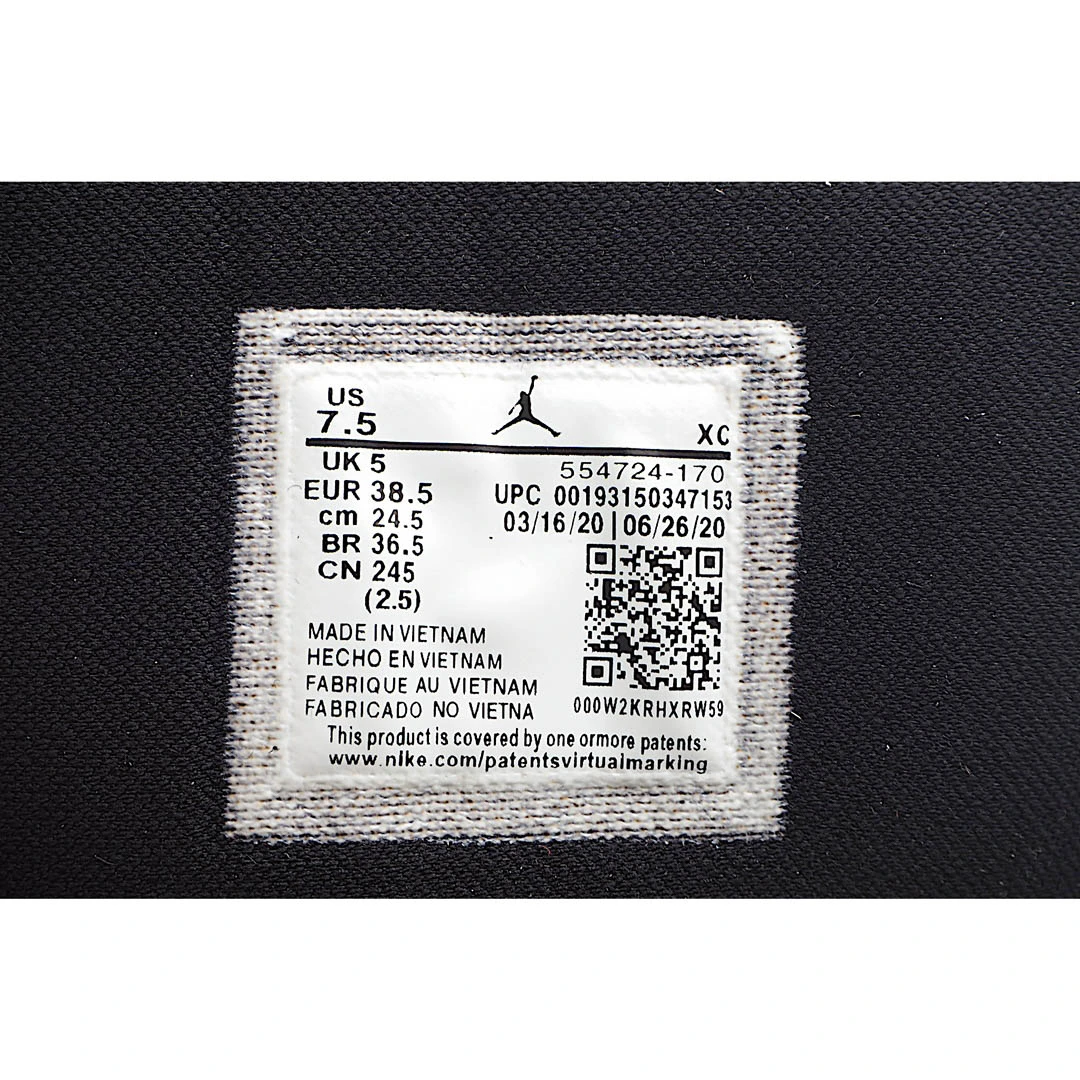 US
7.5
XC
UK 5
EUR 38.5
cm 24.5
BR 36.5
CN 245
(2.5)
554724-170
UPC 00193150347153
03/16/20 | 06/26/20
MADE IN VIETNAM
HECHO EN VIETNAM
FABRIQUE AU VIETNAM
FABRICADO NO VIETNA
000W2KRHXRW59
This product is covered by one ormore patents:
www.nike.com/patentsvirtualmarking